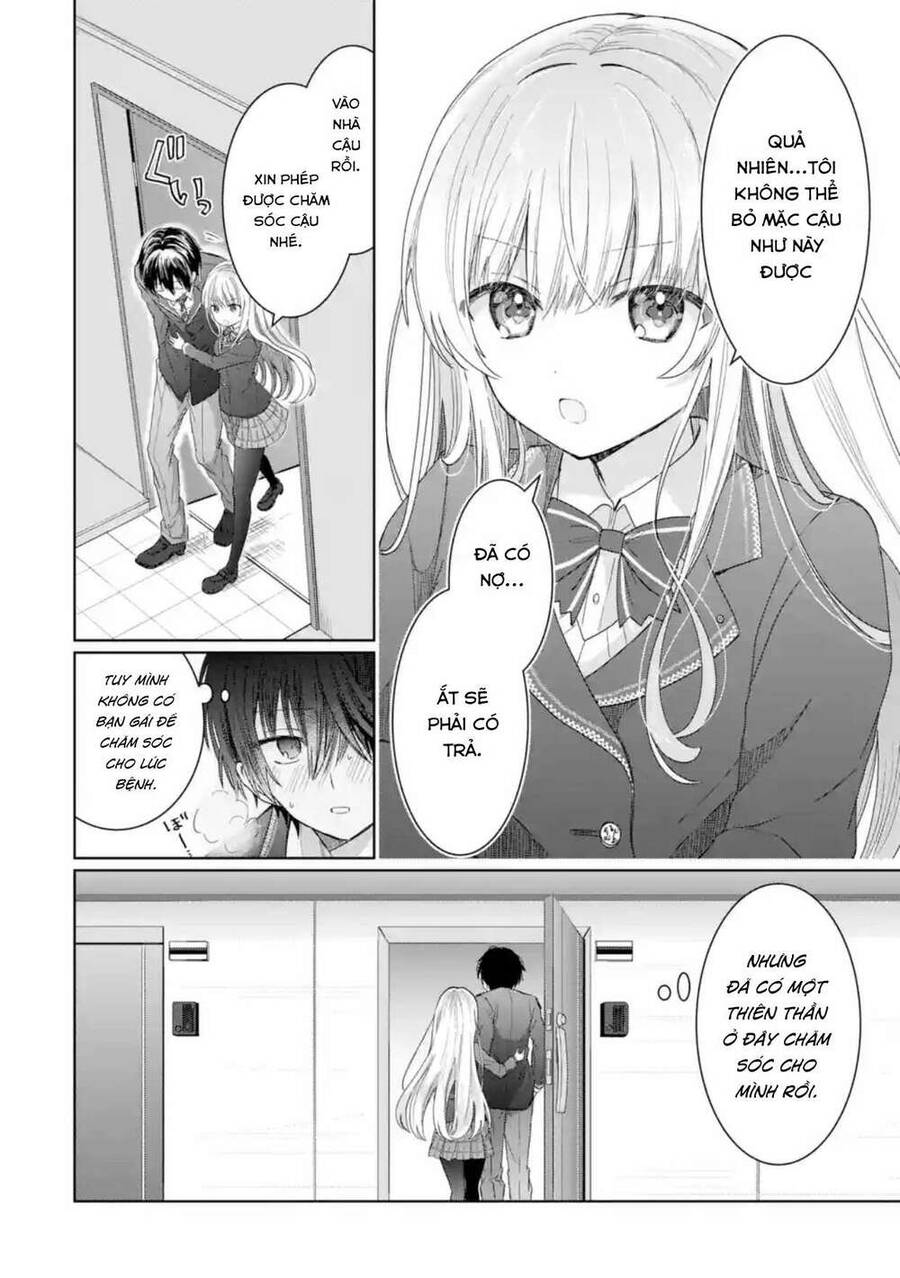 QUẢ
NHIÊN...TÔI
KHÔNG THỂ
BỎ MẶC CẬU
NHƯ NÀY
ĐƯỢC
ĐÃ CÓ
NỢ...
ẮT SẼ
PHẢI CÓ
TRẢ.
VÀO
NHÀ
CẬU
RỒI.
XIN PHÉP
ĐƯỢC CHĂM
SÓC CẬU
NHÉ.
TUY MÌNH
KHÔNG CÓ
BẠN GÁI ĐỂ
CHĂM SÓC
CHO LÚC
BỆNH.
ぼー
NHƯNG
ĐÃ CÓ MỘT
THIÊN THẦN
Ở ĐÂY CHĂM
SÓC CHO
MÌNH RỒI.